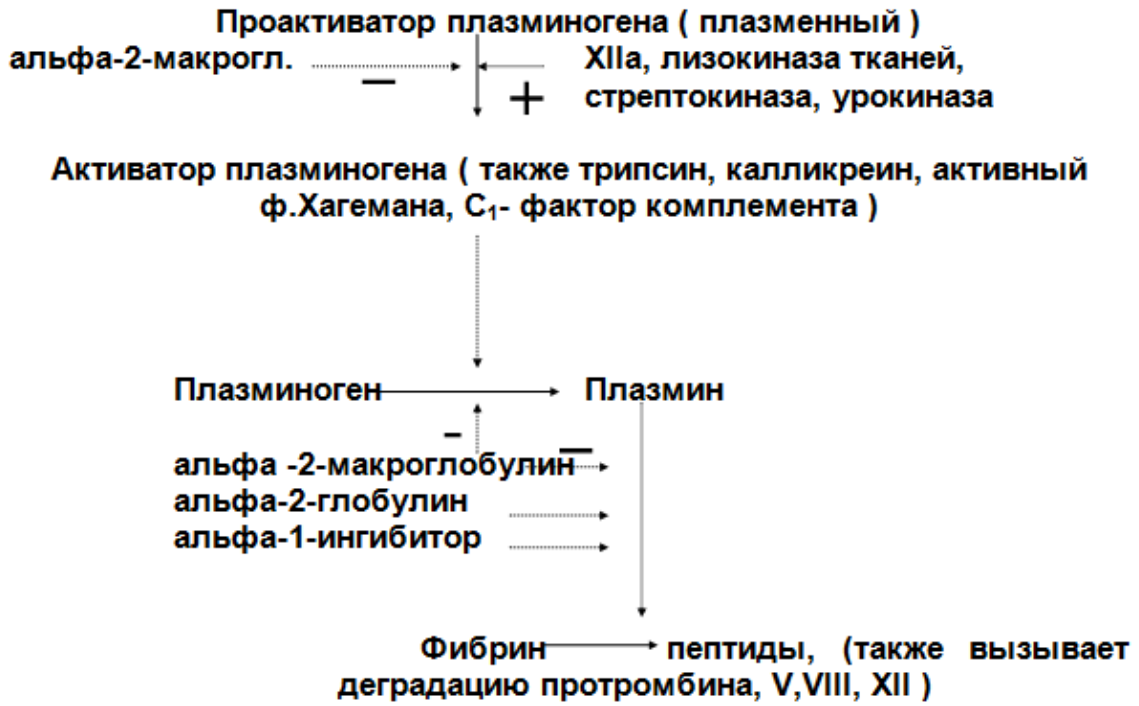 Проактиватор плазминогена ( плазменный )
альфа-2-макрогл. XIIа, лизокиназа тканей,
– + стрептокиназа, урокиназа
Активатор плазминогена ( также трипсин, калликреин, активный
ф.Хагемана, C₁- фактор комплемента )
Плазминоген Плазмин
- –
альфа -2-макроглобулин
альфа-2-глобулин
альфа-1-ингибитор
Фибрин пептиды, (также вызывает
деградацию протромбина, V,VIII, XII )